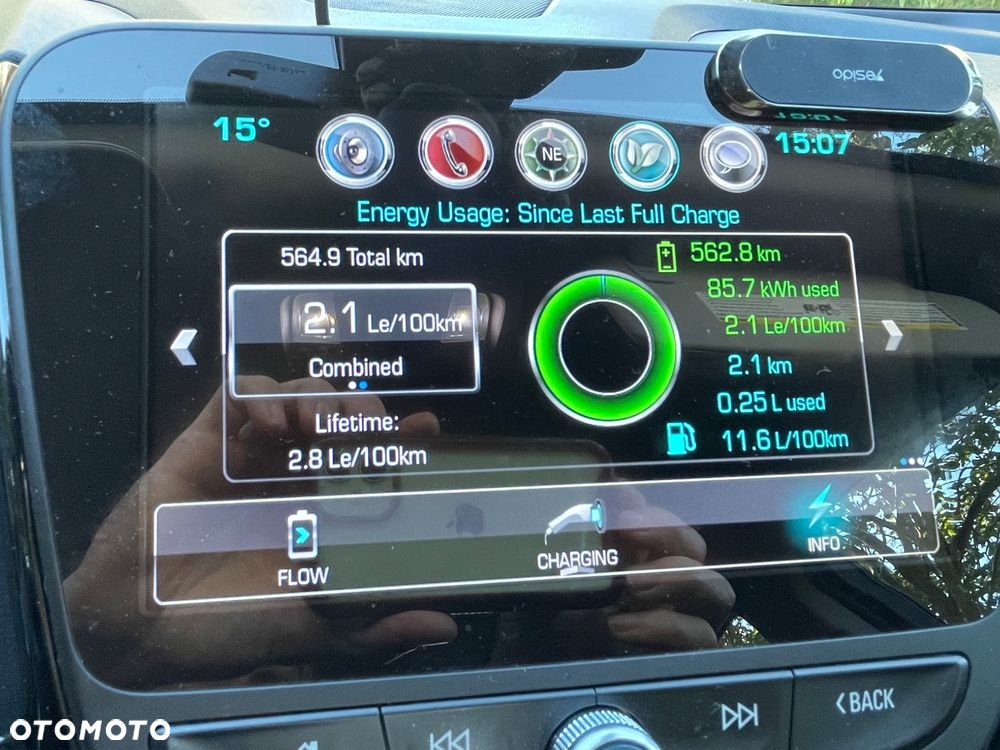 yesido
15°
NE
15:07
Energy Usage: Since Last Full Charge
564.9 Total km
2.1 Le/100km
Combined
Lifetime:
2.8 Le/100km
562.8 km
85.7 kWh used
2.1 Le/100km
2.1 km
0.25 L used
11.6 L/100km
FLOW
CHARGING
INFO
BACK
OTOMOTO